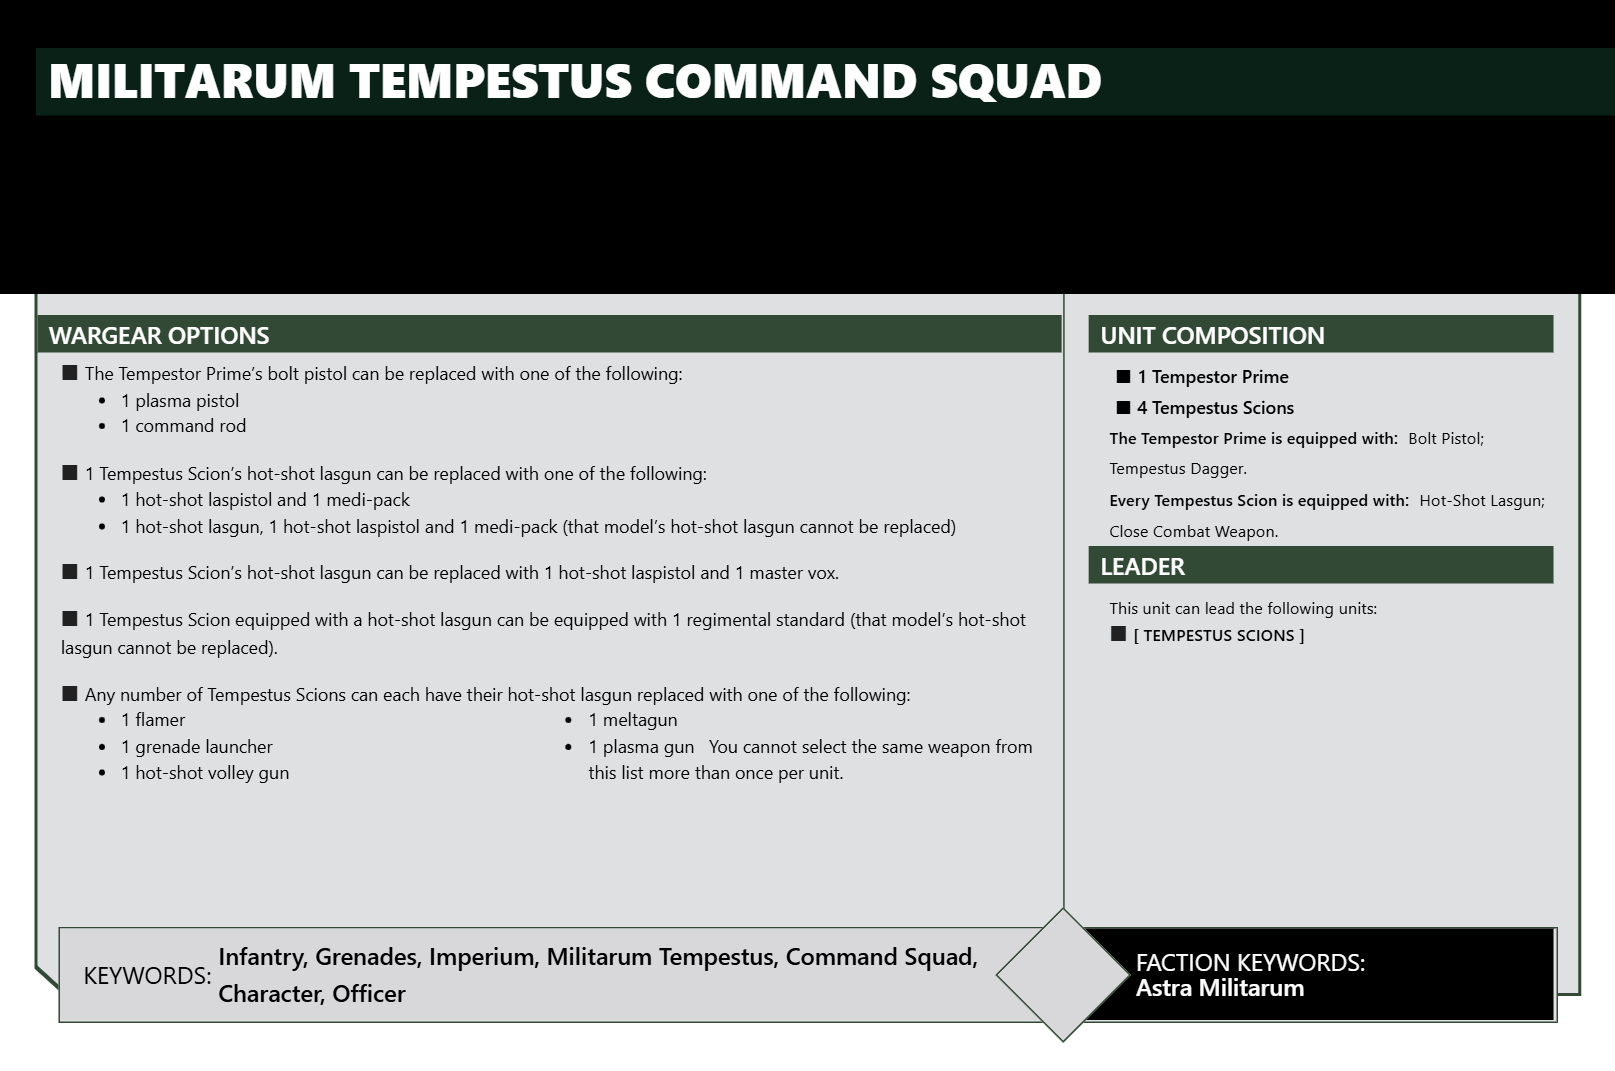 MILITARUM TEMPESTUS COMMAND SQUAD
WARGEAR OPTIONS
■ The Tempestor Prime’s bolt pistol can be replaced with one of the following:
• 1 plasma pistol
• 1 command rod
■ 1 Tempestus Scion’s hot-shot lasgun can be replaced with one of the following:
• 1 hot-shot laspistol and 1 medi-pack
• 1 hot-shot lasgun, 1 hot-shot laspistol and 1 medi-pack (that model’s hot-shot lasgun cannot be replaced)
■ 1 Tempestus Scion’s hot-shot lasgun can be replaced with 1 hot-shot laspistol and 1 master vox.
■ 1 Tempestus Scion equipped with a hot-shot lasgun can be equipped with 1 regimental standard (that model’s hot-shot
lasgun cannot be replaced).
■ Any number of Tempestus Scions can each have their hot-shot lasgun replaced with one of the following:
• 1 flamer
• 1 grenade launcher
• 1 hot-shot volley gun
• 1 meltagun
• 1 plasma gun You cannot select the same weapon from
this list more than once per unit.
UNIT COMPOSITION
■ 1 Tempestor Prime
■ 4 Tempestus Scions
The Tempestor Prime is equipped with: Bolt Pistol;
Tempestus Dagger.
Every Tempestus Scion is equipped with: Hot-Shot Lasgun;
Close Combat Weapon.
LEADER
This unit can lead the following units:
■ [ TEMPESTUS SCIONS ]
KEYWORDS:
Infantry, Grenades, Imperium, Militarum Tempestus, Command Squad,
Character, Officer
FACTION KEYWORDS:
Astra Militarum